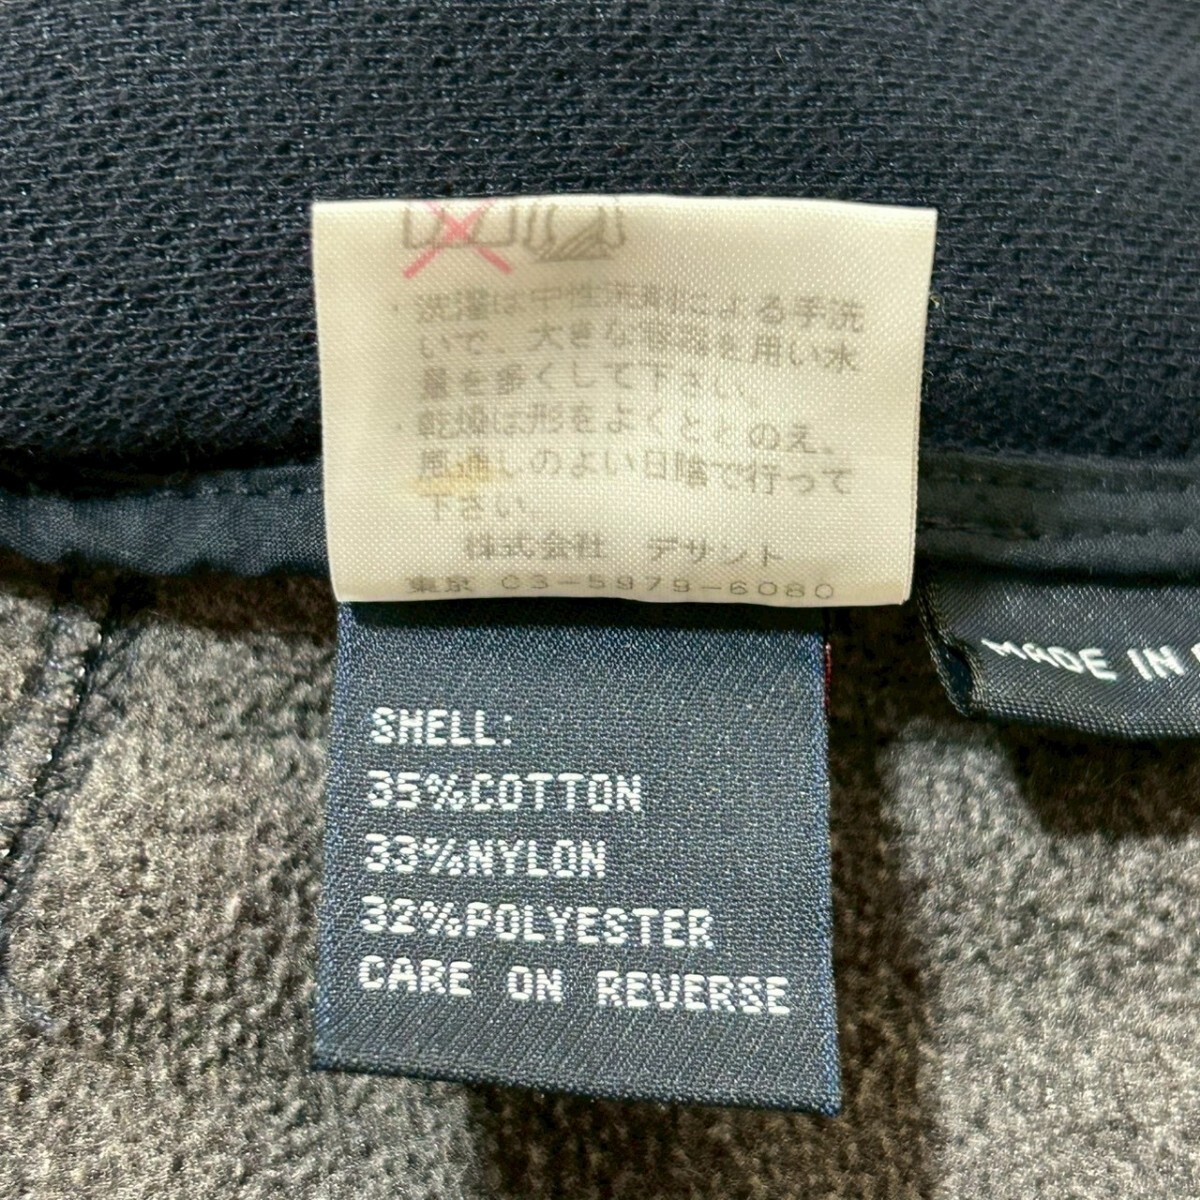 ・洗濯は中性洗剤による手洗
いで、大きな容器を用い水
量を多くして下さい。
・乾燥は形をよくととのえ、
風通しのよい日陰で行って
下さい。
株式会社 デサント
東京 03-5979-6080
SHELL:
35%COTTON
33%NYLON
32%POLYESTER
CARE ON REVERSE
MADE IN